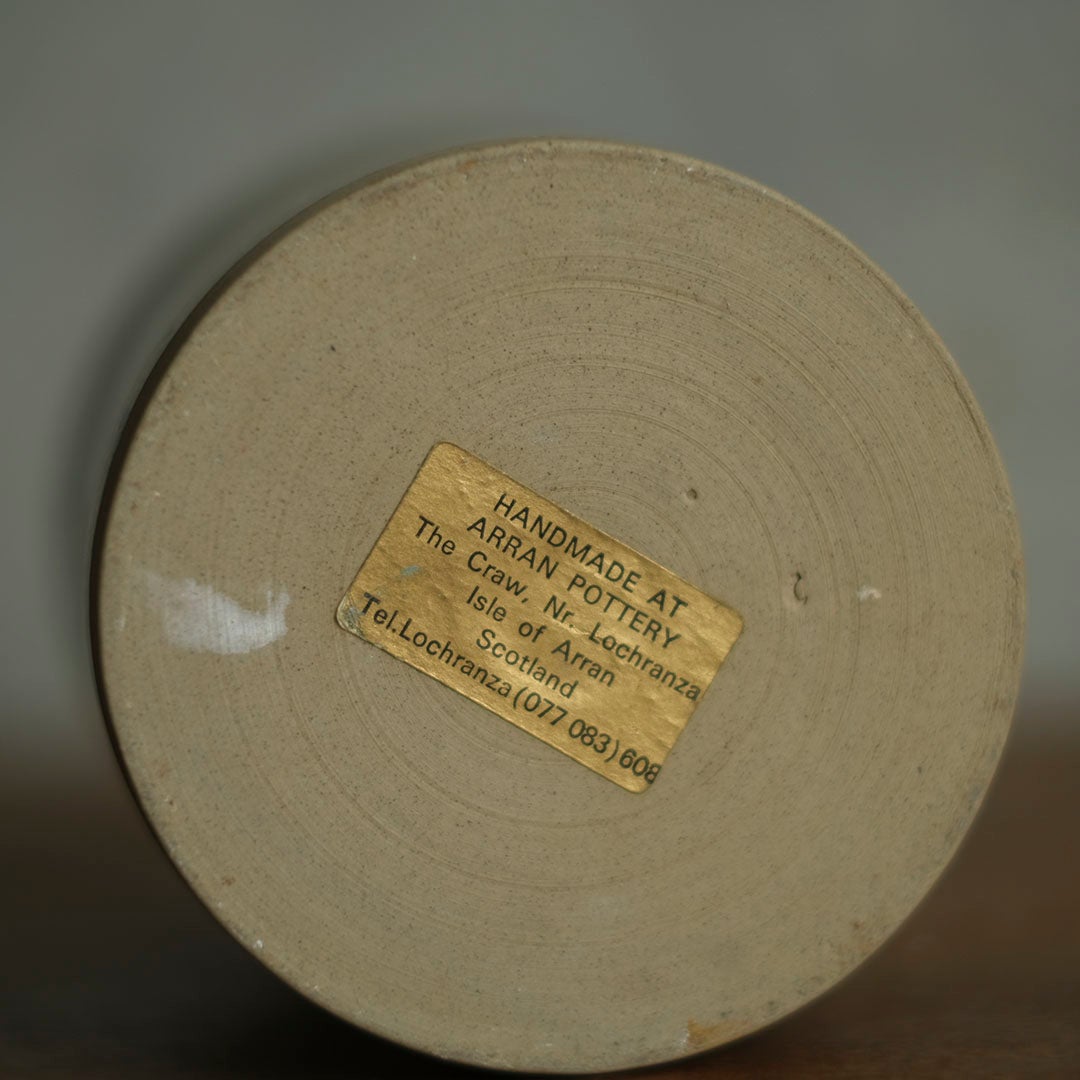 HANDMADE AT
ARRAN POTTERY
The Craw, Nr. Lochranza,
Isle of Arran
Scotland
Tel. Lochranza (077 083) 608